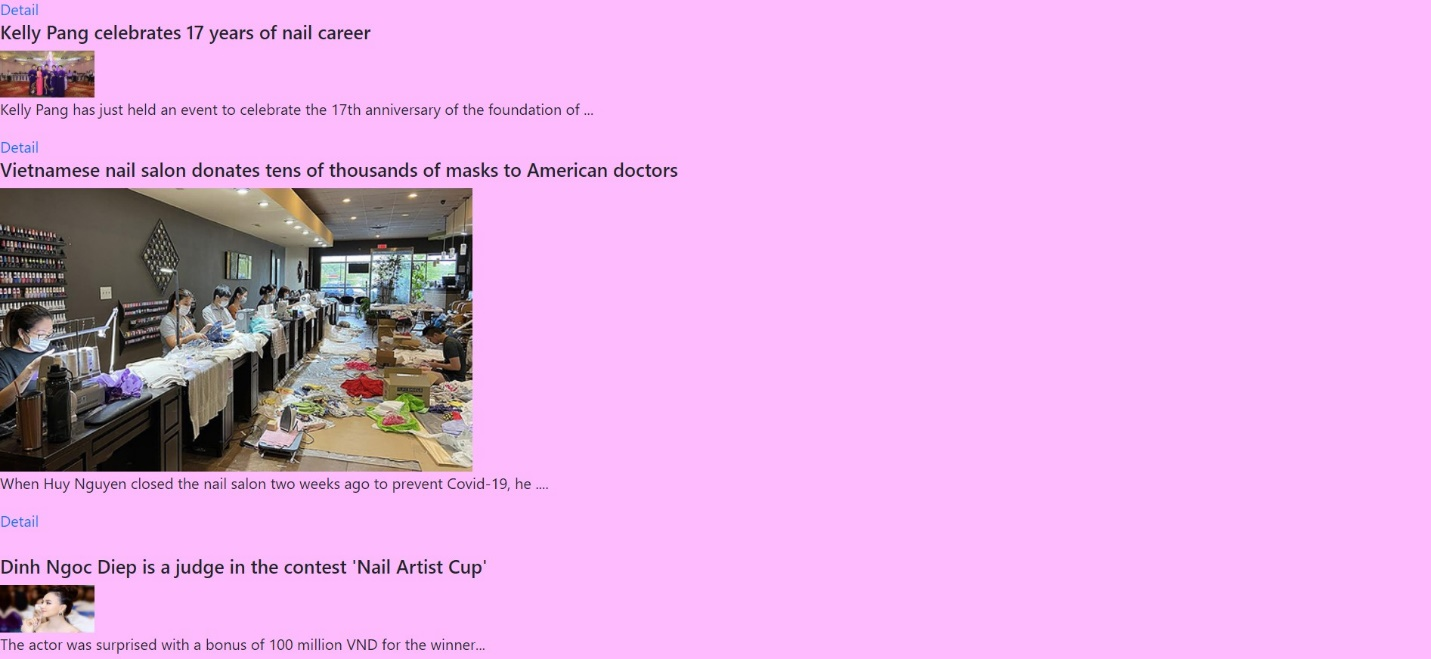 Detail
Kelly Pang celebrates 17 years of nail career
Kelly Pang has just held an event to celebrate the 17th anniversary of the foundation of ...
Detail
Vietnamese nail salon donates tens of thousands of masks to American doctors
When Huy Nguyen closed the nail salon two weeks ago to prevent Covid-19, he ....
Detail
Dinh Ngoc Diep is a judge in the contest 'Nail Artist Cup'
The actor was surprised with a bonus of 100 million VND for the winner...